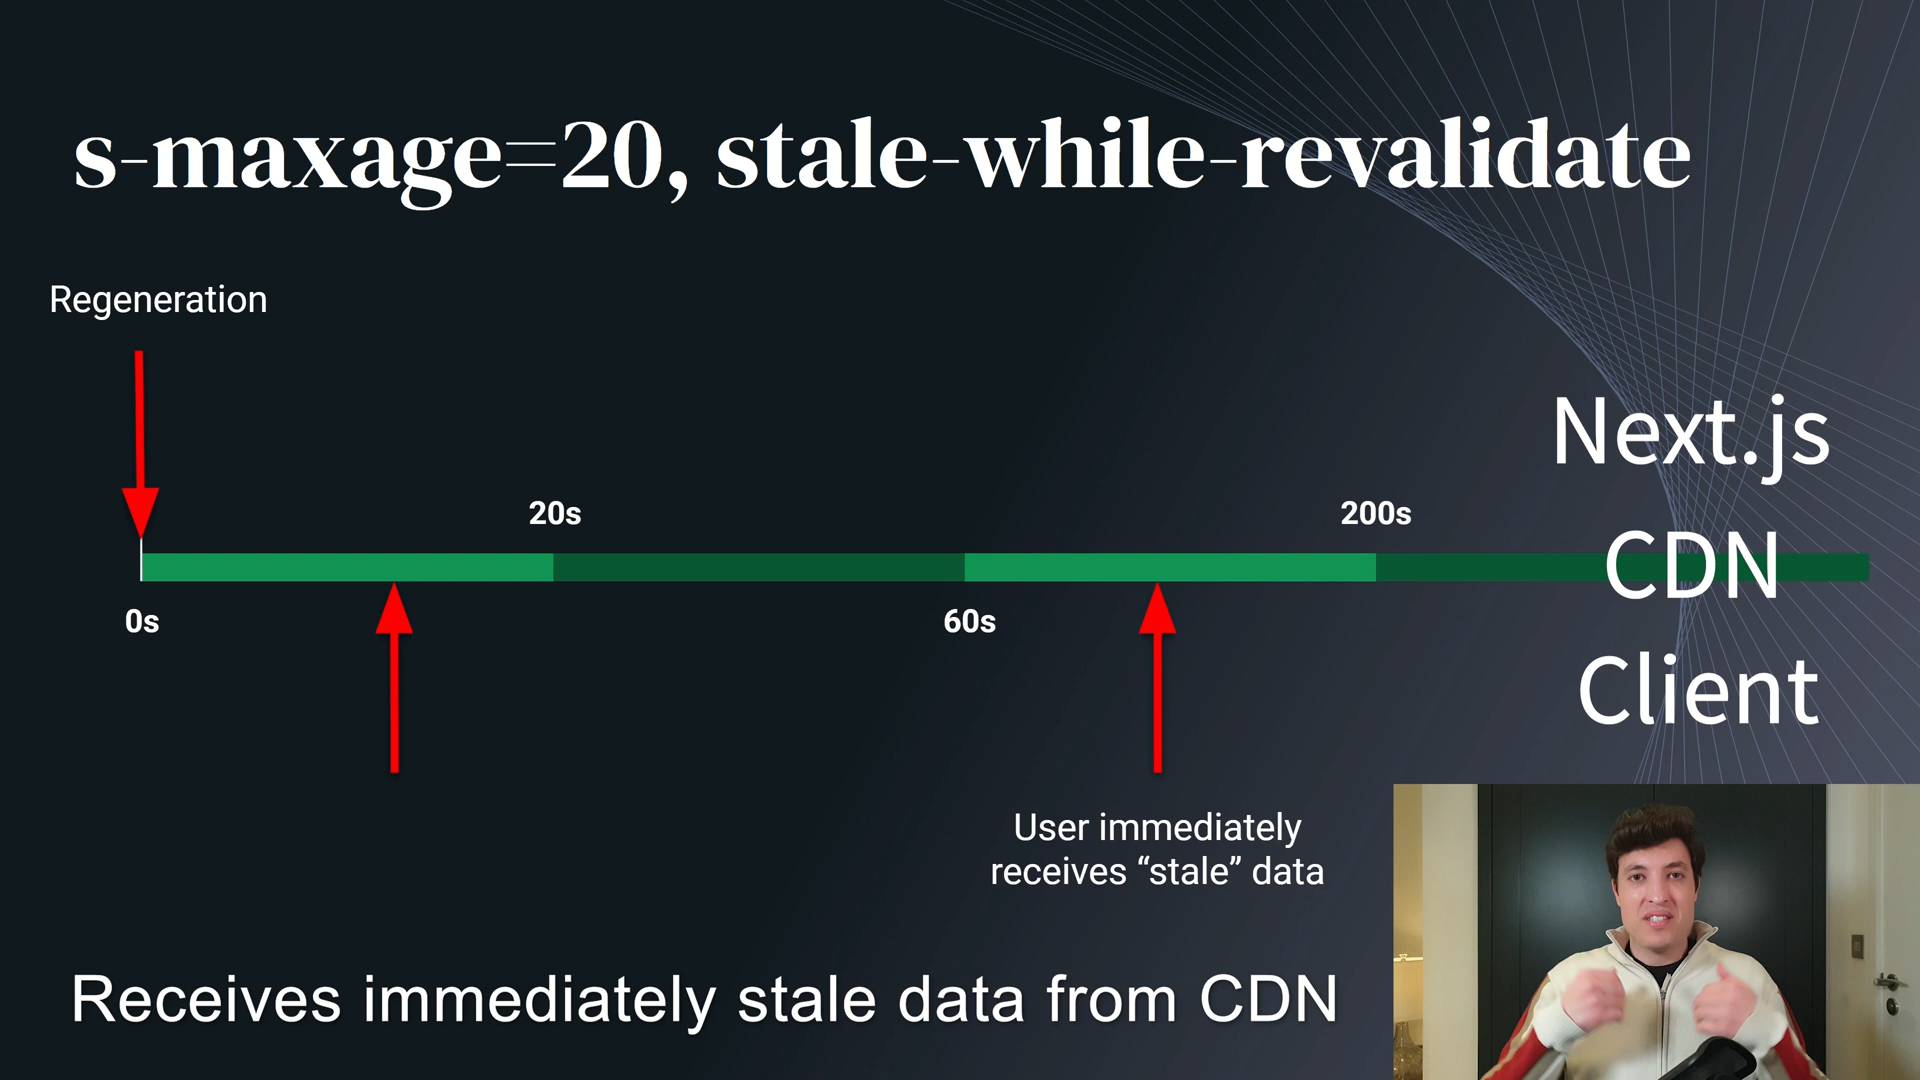 s-maxage=20, stale-while-revalidate
Regeneration
20s
200s
0s
60s
Next.js
CDN
Client
User immediately
receives “stale” data
Receives immediately stale data from CDN